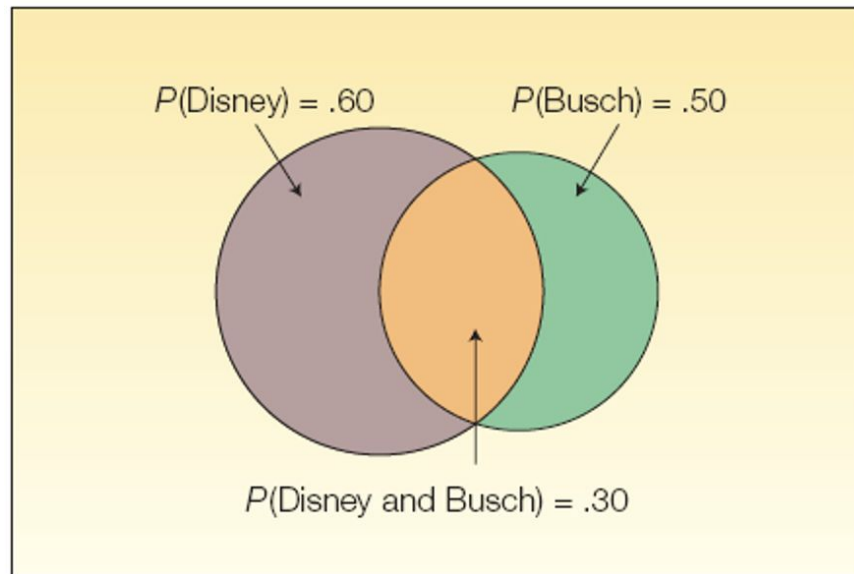 P(Disney) = .60
P(Busch) = .50
P(Disney and Busch) = .30